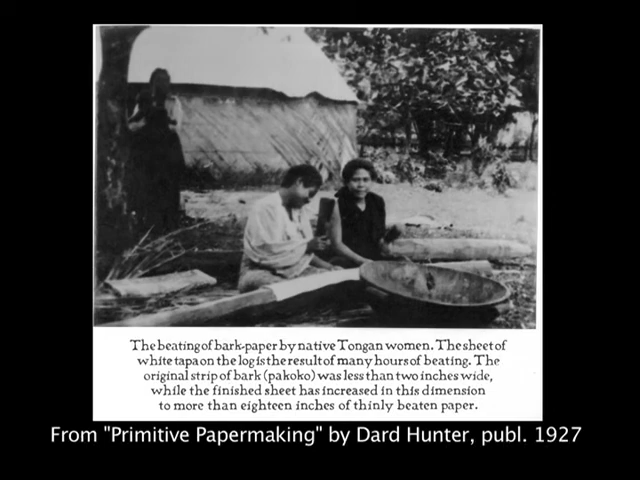 The beating of bark-paper by native Tongan women. The sheet of
white tapa on the log is the result of many hours of beating. The
original strip of bark (pakoko) was less than two inches wide,
while the finished sheet has increased in this dimension
to more than eighteen inches of thinly beaten paper.
From "Primitive Papermaking" by Dard Hunter, publ. 1927